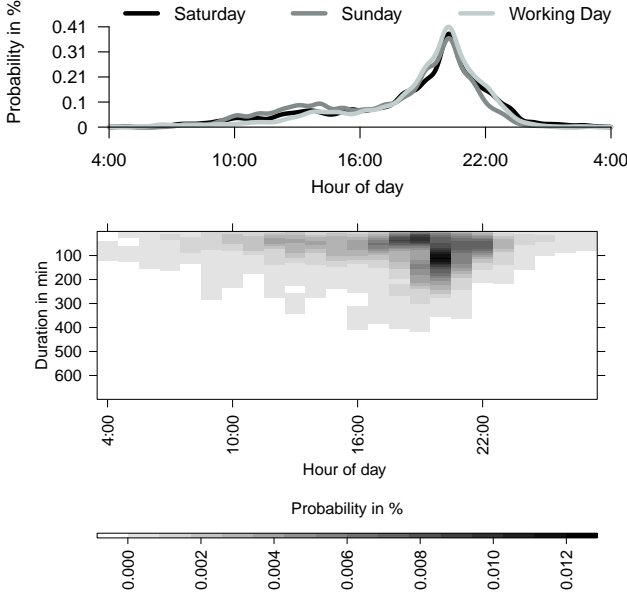 Saturday Sunday Working Day
Probability in %
0.41
0.31
0.21
0.1
0
4:00 10:00 16:00 22:00 4:00
Hour of day
Duration in min
100
200
300
400
500
600
4:00 10:00 16:00 22:00
Hour of day
Probability in %
0.000 0.002 0.004 0.006 0.008 0.010 0.012